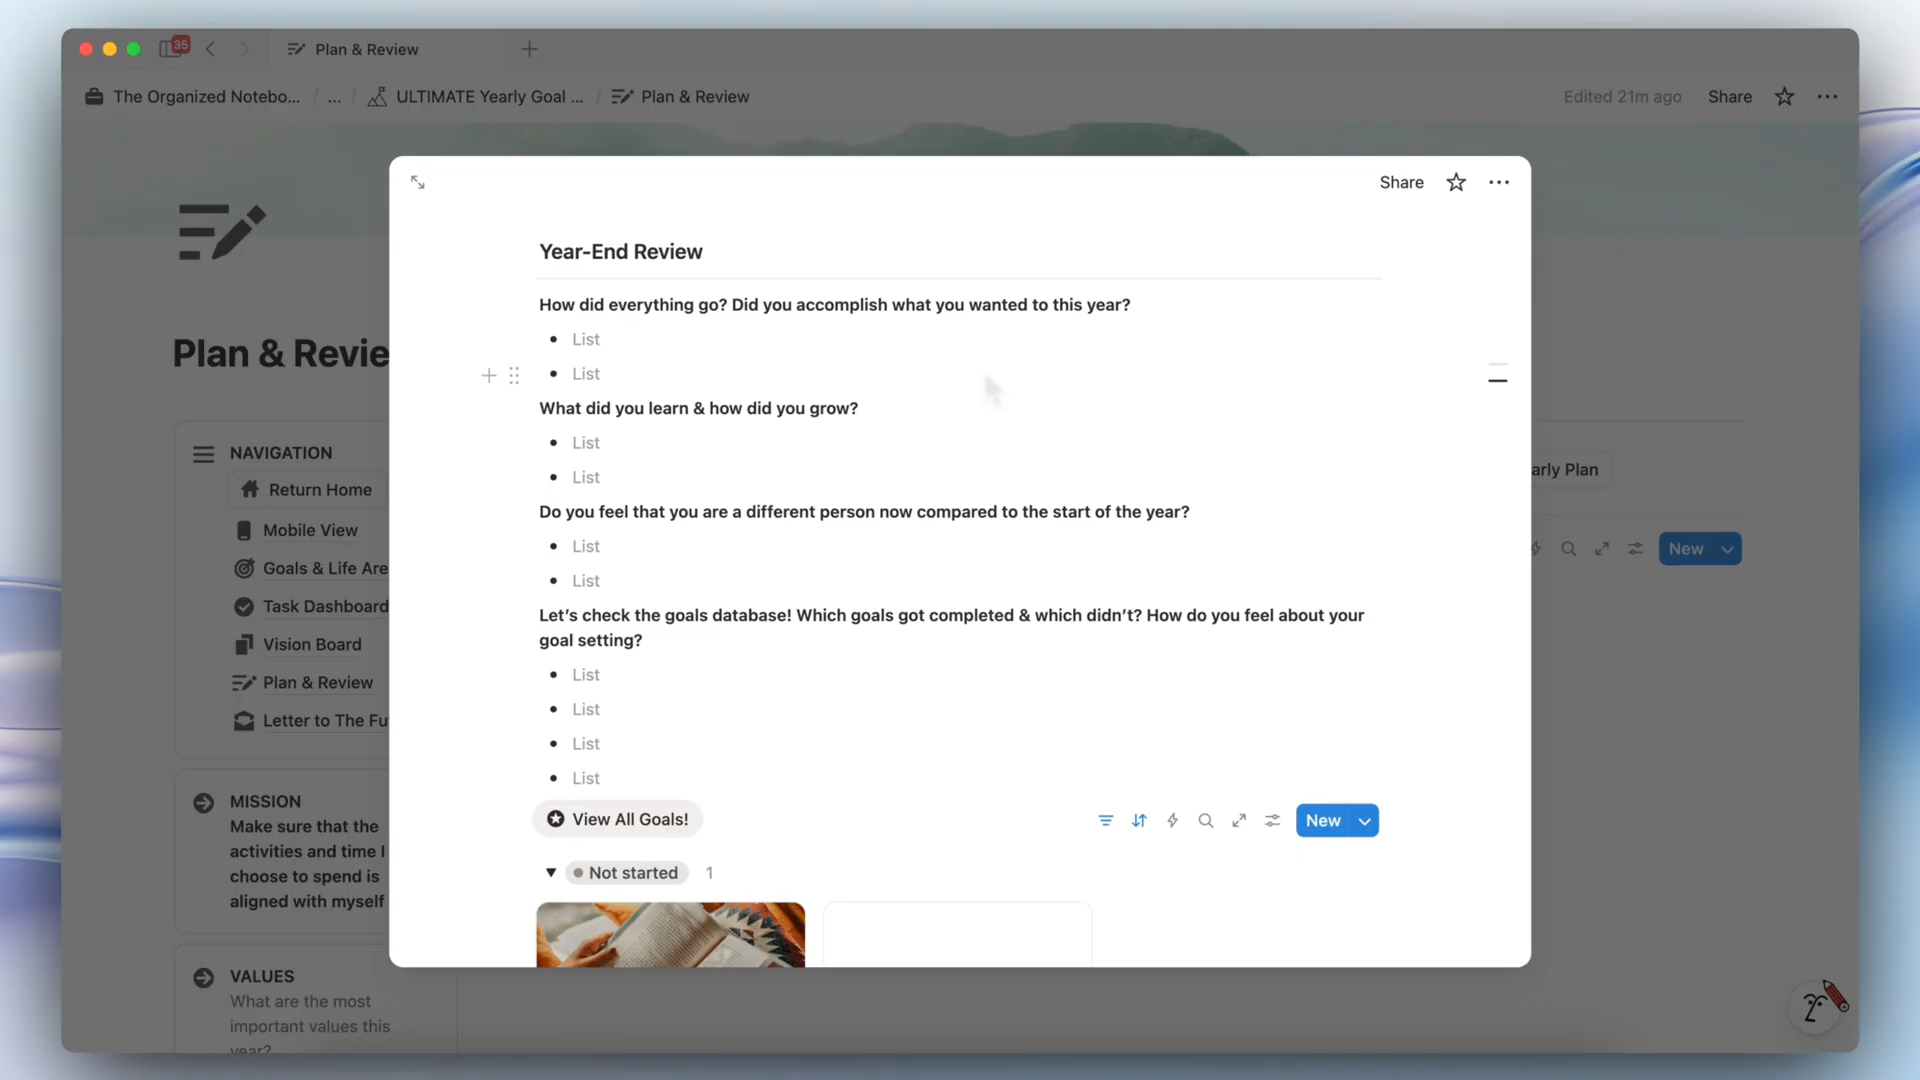 35
Plan & Review
The Organized Notebo... / ... / ULTIMATE Yearly Goal ... / Plan & Review
Edited 21m ago
Share
Share
Plan & Revie
NAVIGATION
Return Home
Mobile View
Goals & Life Are
Task Dashboard
Vision Board
Plan & Review
Letter to The Fu
MISSION
Make sure that the
activities and time I
choose to spend is
aligned with myself
VALUES
What are the most
important values this
year?
Year-End Review
How did everything go? Did you accomplish what you wanted to this year?
• List
• List
What did you learn & how did you grow?
• List
• List
Do you feel that you are a different person now compared to the start of the year?
• List
• List
Let’s check the goals database! Which goals got completed & which didn’t? How do you feel about your
goal setting?
• List
• List
• List
• List
View All Goals!
New
Not started 1
arly Plan
New